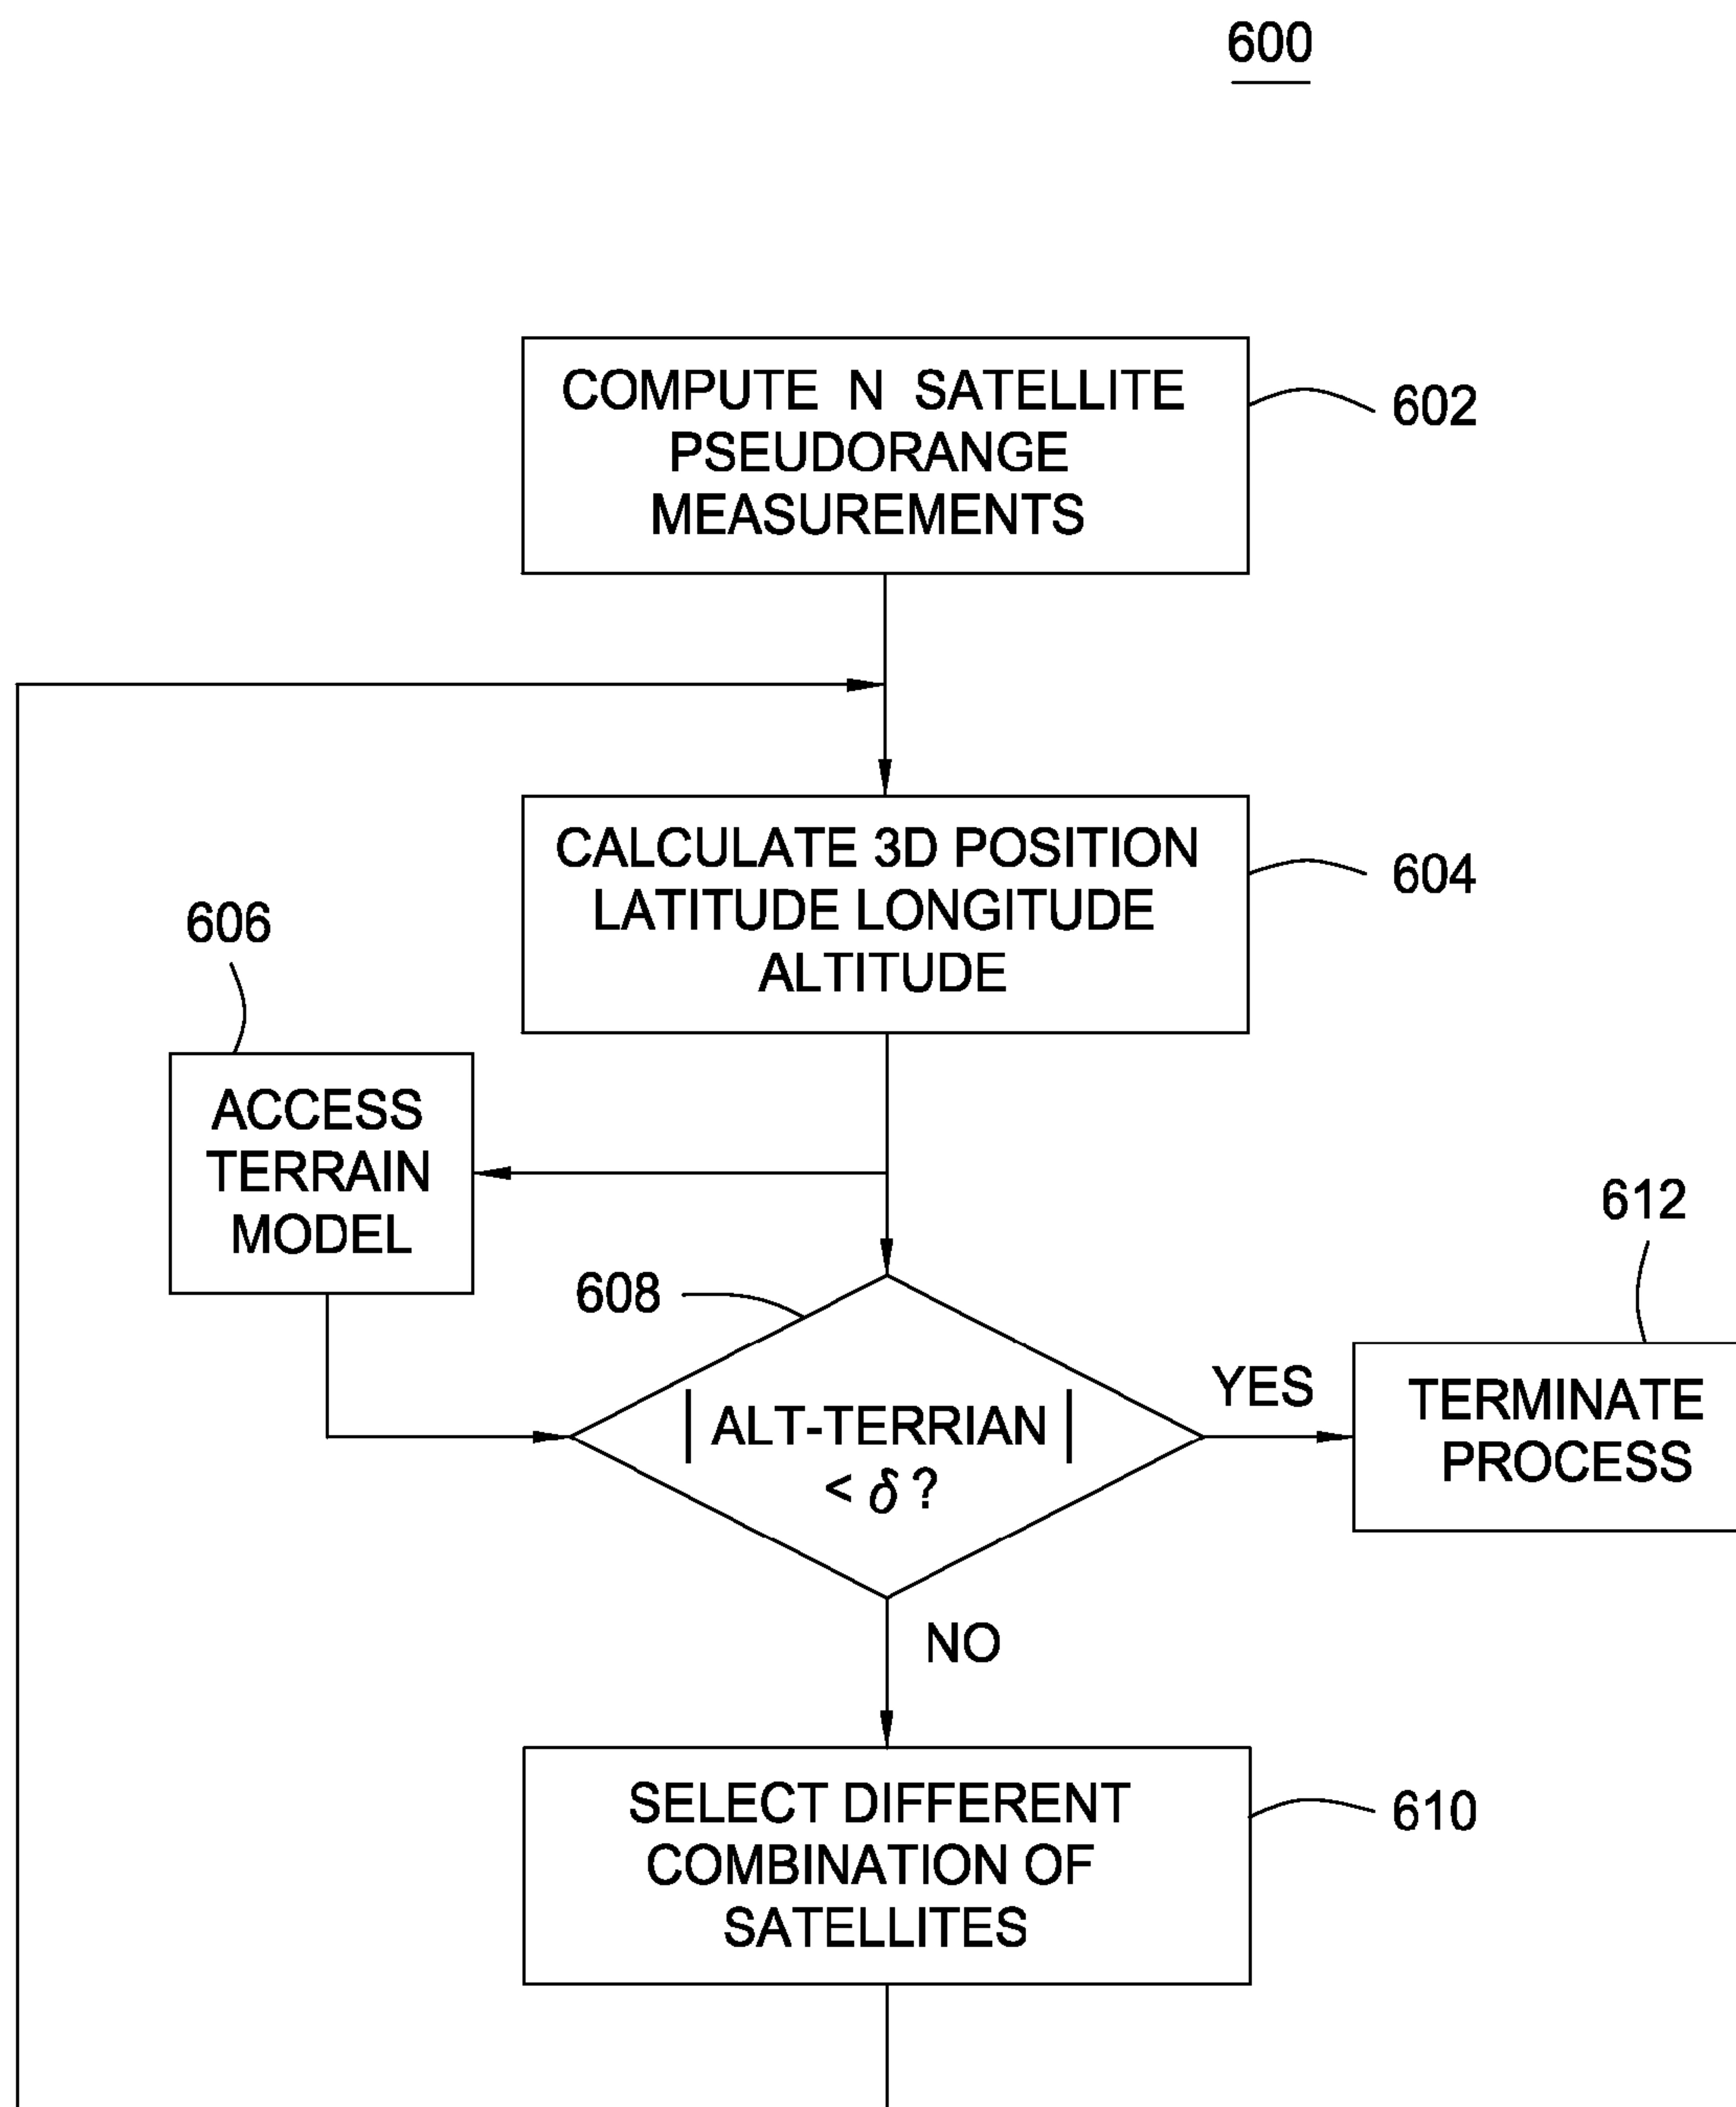 600
COMPUTE N SATELLITE
PSEUDORANGE
MEASUREMENTS
602
CALCULATE 3D POSITION
LATITUDE LONGITUDE
ALTITUDE
604
606
ACCESS
TERRAIN
MODEL
608
| ALT-TERRIAN |
< δ ?
YES
612
TERMINATE
PROCESS
NO
SELECT DIFFERENT
COMBINATION OF
SATELLITES
610